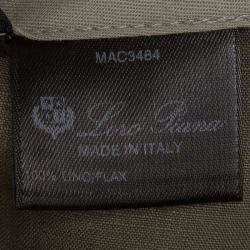 MAC3484
Loro Piana
MADE IN ITALY
100% LINO/FLAX